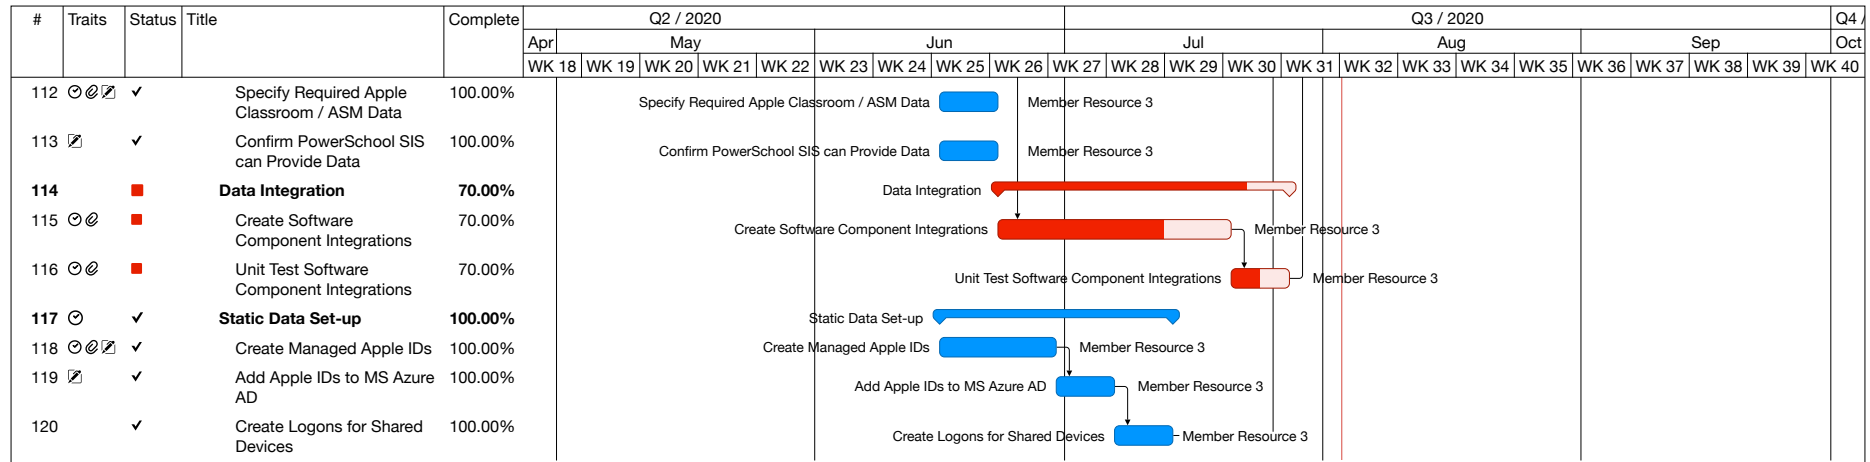 # Traits Status Title Complete Q2 / 2020 Q3 / 2020 Q4 /
Apr May Jun Jul Aug Sep Oct
WK 18 WK 19 WK 20 WK 21 WK 22 WK 23 WK 24 WK 25 WK 26 WK 27 WK 28 WK 29 WK 30 WK 31 WK 32 WK 33 WK 34 WK 35 WK 36 WK 37 WK 38 WK 39 WK 40
112 Specify Required Apple 100.00%
Classroom / ASM Data
Specify Required Apple Classroom / ASM Data Member Resource 3
113 Confirm PowerSchool SIS 100.00%
can Provide Data
Confirm PowerSchool SIS can Provide Data Member Resource 3
114 Data Integration 70.00% Data Integration
115 Create Software 70.00%
Component Integrations
Create Software Component Integrations Member Resource 3
116 Unit Test Software 70.00%
Component Integrations
Unit Test Software Component Integrations Member Resource 3
117 Static Data Set-up 100.00% Static Data Set-up
118 Create Managed Apple IDs 100.00% Create Managed Apple IDs Member Resource 3
119 Add Apple IDs to MS Azure 100.00%
AD
Add Apple IDs to MS Azure AD Member Resource 3
120 Create Logons for Shared 100.00%
Devices
Create Logons for Shared Devices Member Resource 3